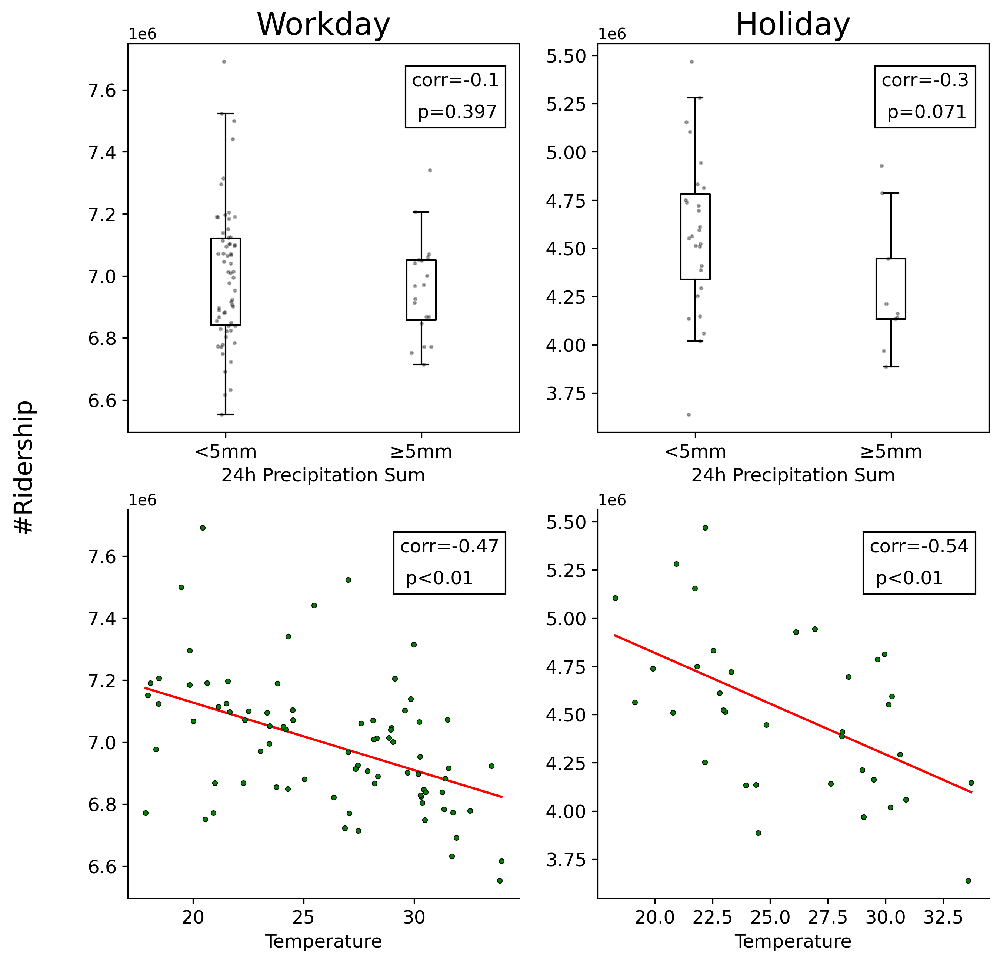 Workday
Holiday
#Ridership
1e6
7.6
7.4
7.2
7.0
6.8
6.6
corr=-0.1
p=0.397
<5mm
≥5mm
24h Precipitation Sum
1e6
5.50
5.25
5.00
4.75
4.50
4.25
4.00
3.75
corr=-0.3
p=0.071
<5mm
≥5mm
24h Precipitation Sum
1e6
7.6
7.4
7.2
7.0
6.8
6.6
corr=-0.47
p<0.01
20
25
30
Temperature
1e6
5.50
5.25
5.00
4.75
4.50
4.25
4.00
3.75
corr=-0.54
p<0.01
20.0
22.5
25.0
27.5
30.0
32.5
Temperature